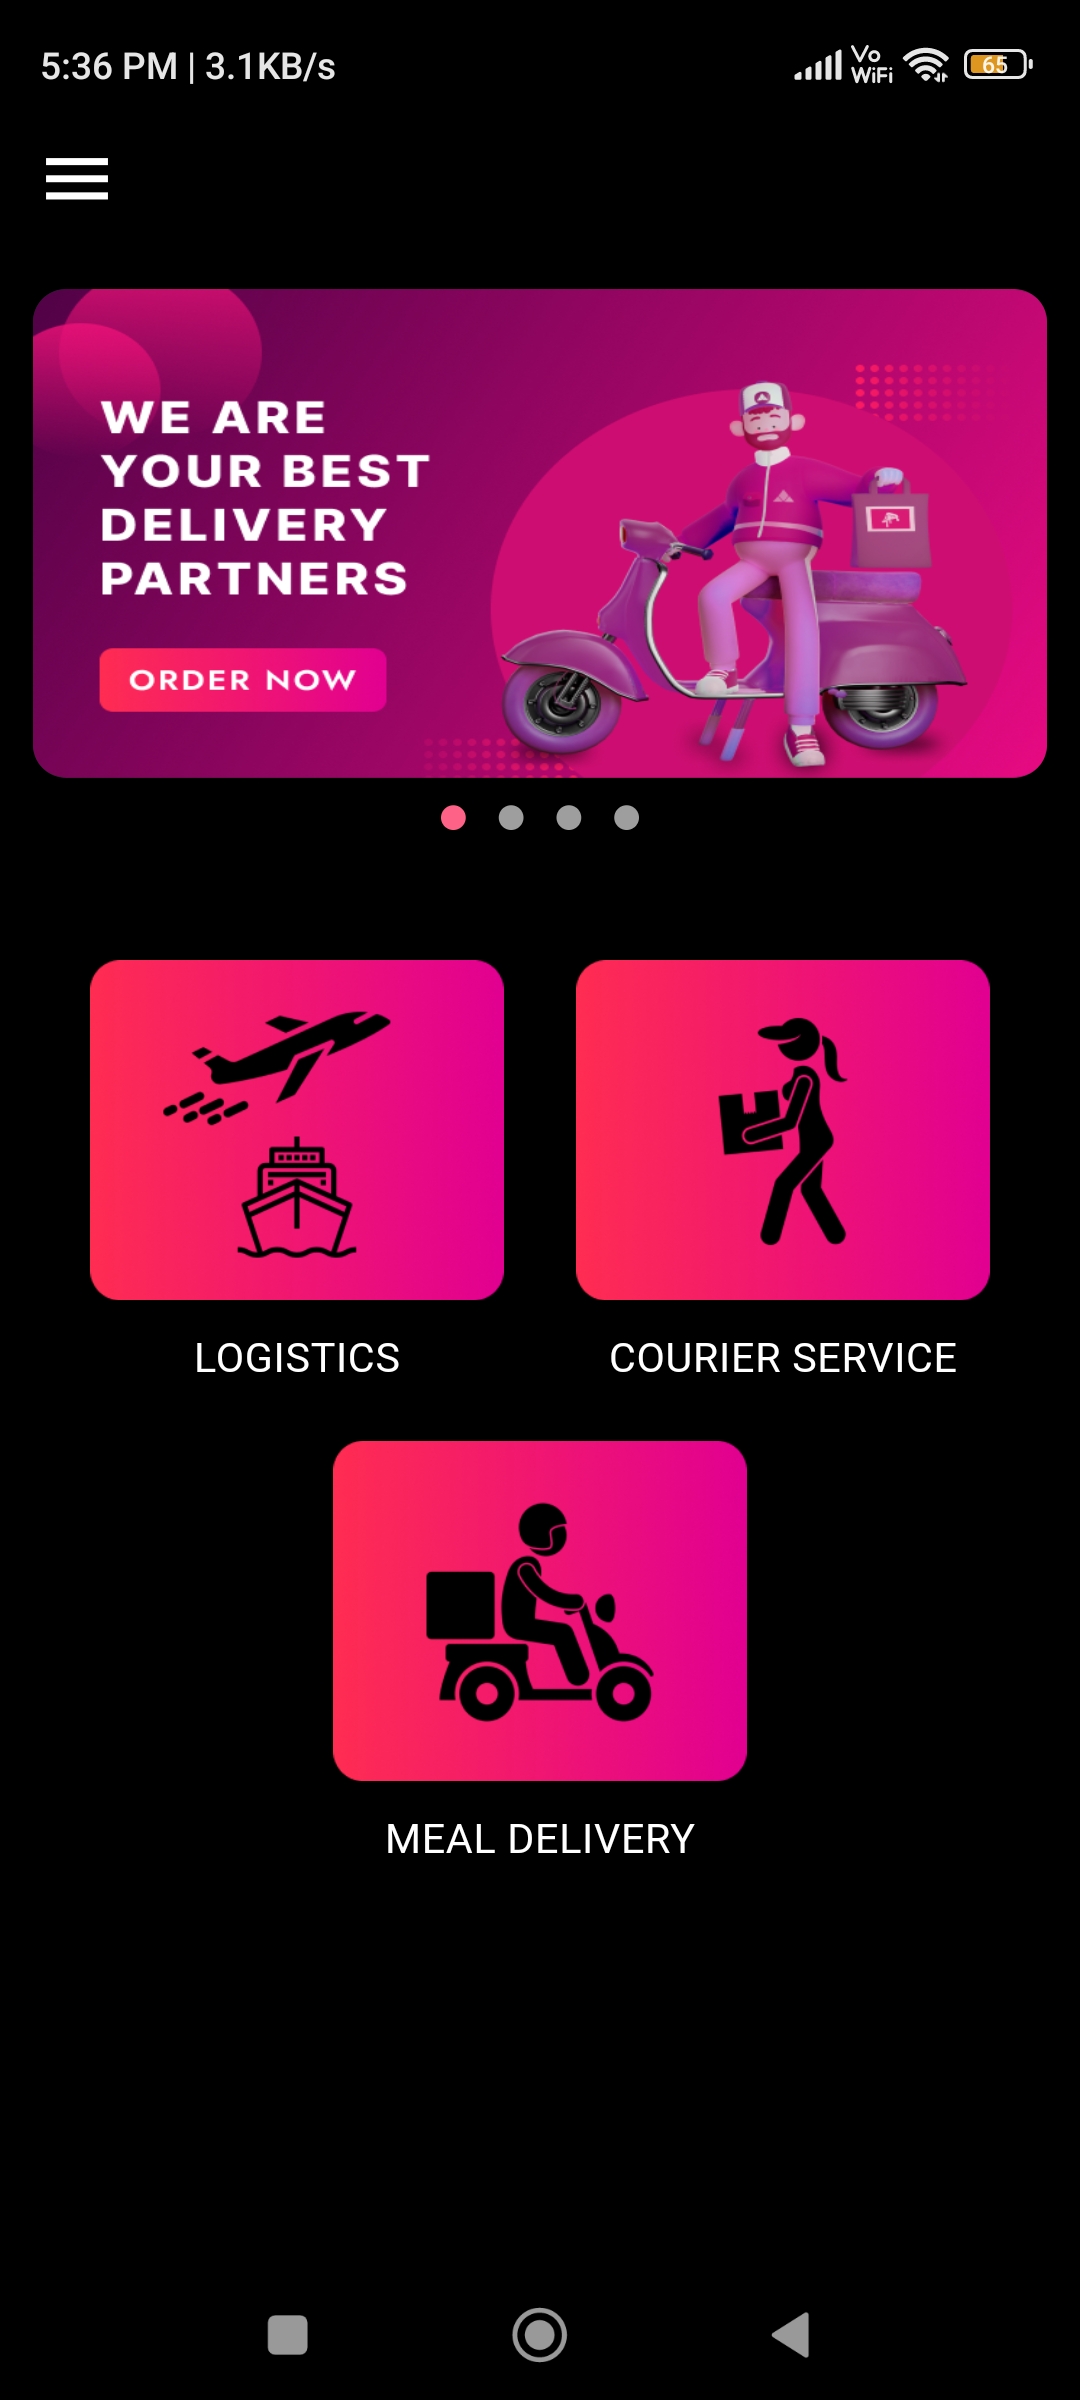 5:36 PM | 3.1KB/s
Vo
WiFi
65
WE ARE
YOUR BEST
DELIVERY
PARTNERS
ORDER NOW
LOGISTICS
COURIER SERVICE
MEAL DELIVERY